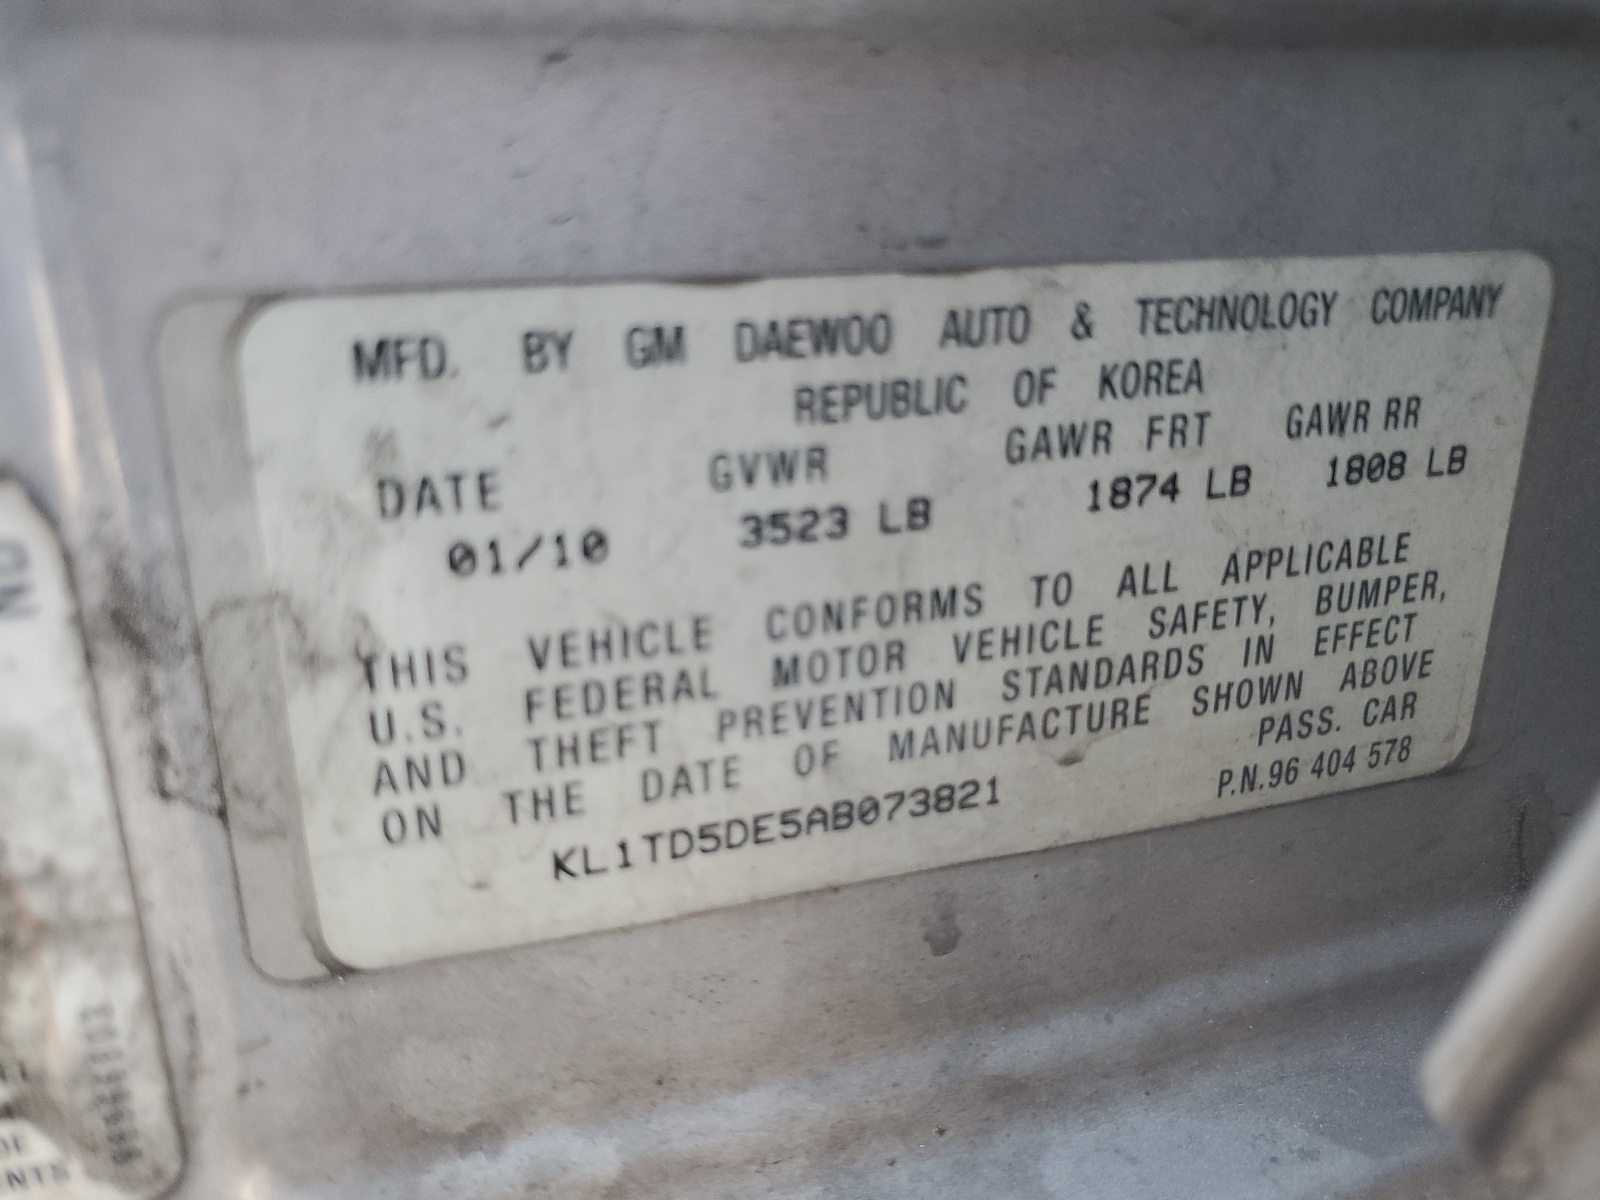 MFD. BY GM DAEWOO AUTO & TECHNOLOGY COMPANY
REPUBLIC OF KOREA
DATE GVWR GAWR FRT GAWR RR
01/10 3523 LB 1874 LB 1808 LB
THIS VEHICLE CONFORMS TO ALL APPLICABLE
U.S. FEDERAL MOTOR VEHICLE SAFETY, BUMPER,
AND THEFT PREVENTION STANDARDS IN EFFECT
ON THE DATE OF MANUFACTURE SHOWN ABOVE
KL1TD5DE5AB073821
PASS. CAR
P.N.96 404 578